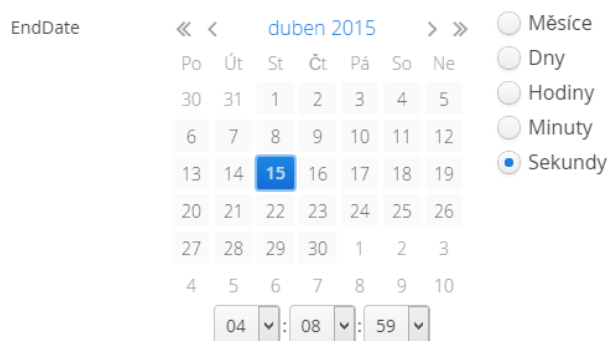 EndDate
« < duben 2015 > »
Po Út St Čt Pá So Ne
30 31 1 2 3 4 5
6 7 8 9 10 11 12
13 14 15 16 17 18 19
20 21 22 23 24 25 26
27 28 29 30 1 2 3
4 5 6 7 8 9 10
04 : 08 : 59
Měsíce
Dny
Hodiny
Minuty
Sekundy